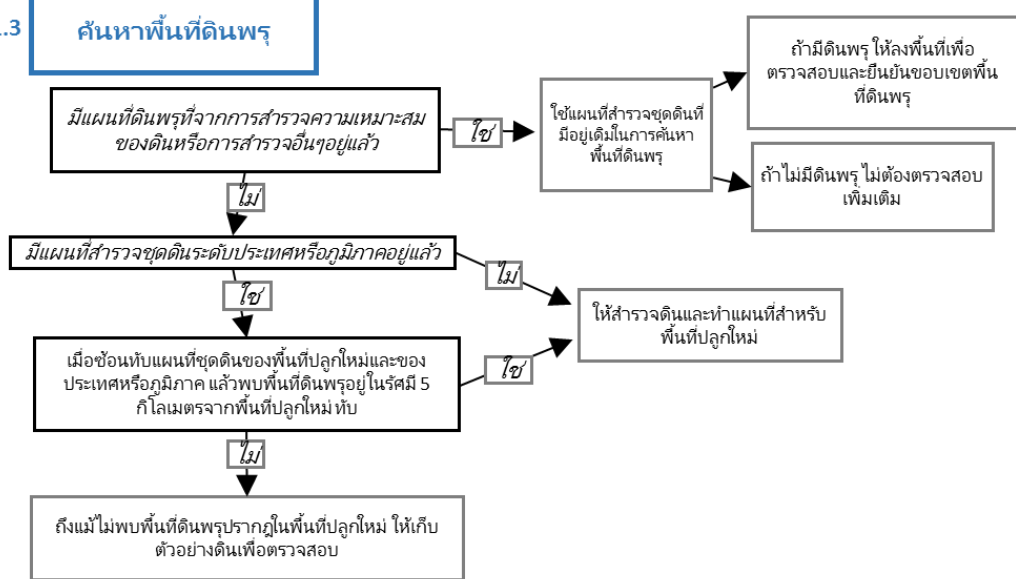 .3
ค้นหาพื้นที่ดินพรุ
มีแผนที่ดินพรุที่จากการสำรวจความเหมาะสม
ของดินหรือการสำรวจอื่นๆอยู่แล้ว
ใช่
ใช้แผนที่สำรวจชุดดินที่
มีอยู่เดิมในการค้นหา
พื้นที่ดินพรุ
ถ้ามีดินพรุ ให้ลงพื้นที่เพื่อ
ตรวจสอบและยืนยันขอบเขตพื้น
ที่ดินพรุ
ถ้าไม่มีดินพรุ ไม่ต้องตรวจสอบ
เพิ่มเติม
ไม่
มีแผนที่สำรวจชุดดินระดับประเทศหรือภูมิภาคอยู่แล้ว
ไม่
ใช่
ให้สำรวจดินและทำแผนที่สำหรับ
พื้นที่ปลูกใหม่
เมื่อซ้อนทับแผนที่ชุดดินของพื้นที่ปลูกใหม่และของ
ประเทศหรือภูมิภาค แล้วพบพื้นที่ดินพรุอยู่ในรัศมี 5
กิโลเมตรจากพื้นที่ปลูกใหม่ ทับ
ใช่
ไม่
ถึงแม้ไม่พบพื้นที่ดินพรุปรากฎในพื้นที่ปลูกใหม่ ให้เก็บ
ตัวอย่างดินเพื่อตรวจสอบ